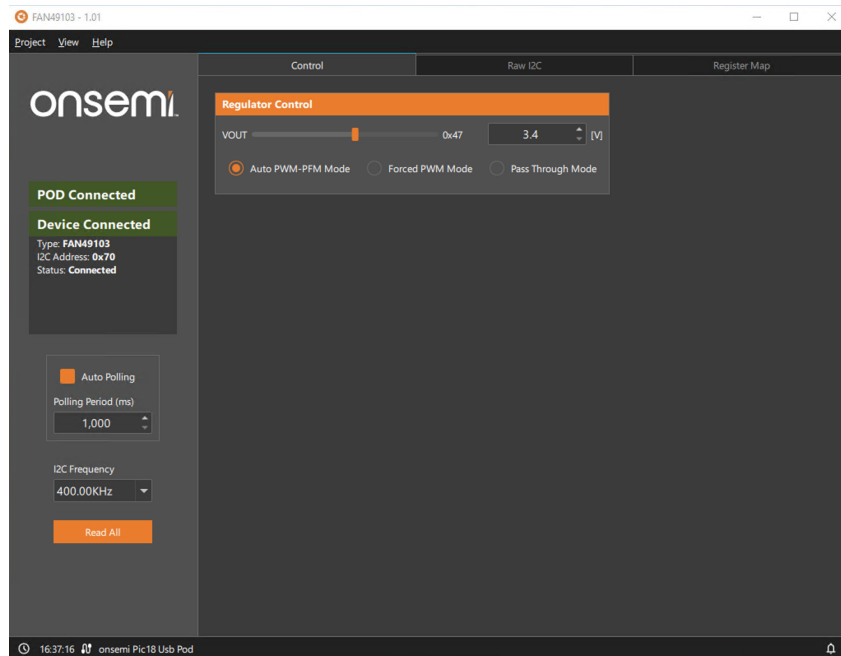 FAN49103 - 1.01
Project View Help
Control Raw I2C Register Map
onsemi™
Regulator Control
VOUT 0x47 3.4 [V]
Auto PWM-PFM Mode Forced PWM Mode Pass Through Mode
POD Connected
Device Connected
Type: FAN49103
I2C Address: 0x70
Status: Connected
Auto Polling
Polling Period (ms)
1,000
I2C Frequency
400.00KHz
Read All
16:37:16 onsemi Pic18 Usb Pod